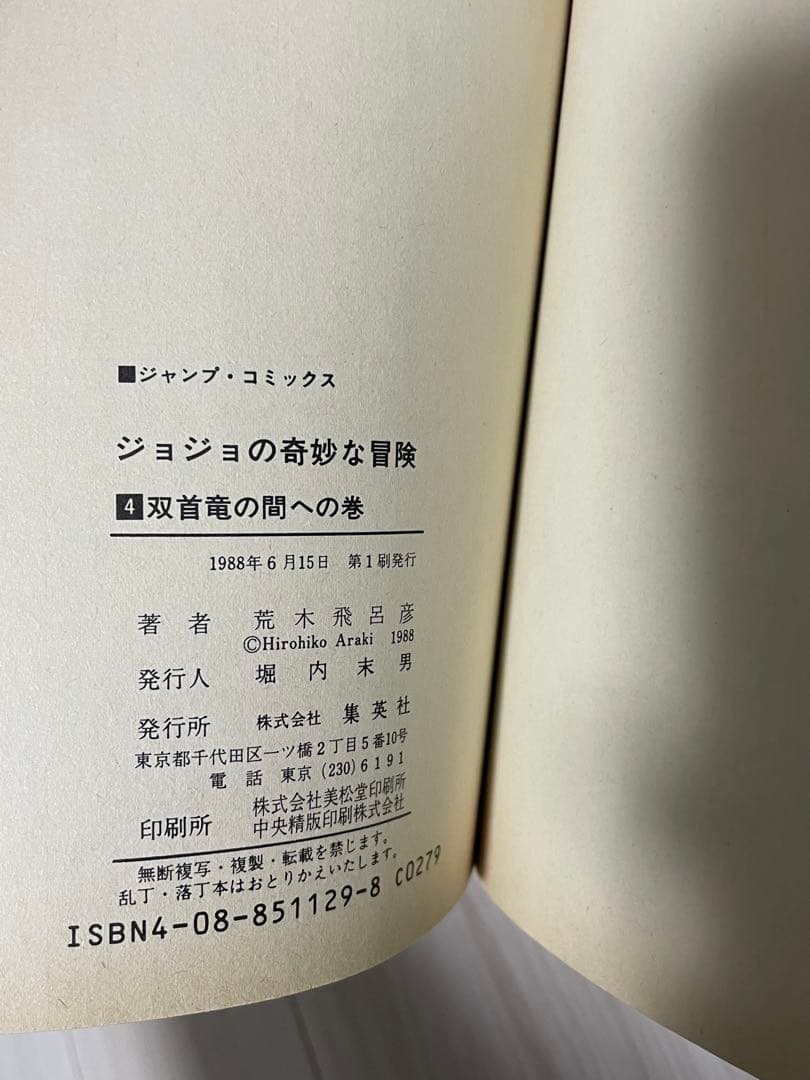 ■ジャンプ・コミックス
ジョジョの奇妙な冒険
4 双首竜の間への巻
1988年6月15日 第1刷発行
著者 荒木飛呂彦
©Hirohiko Araki 1988
発行人 堀内末男
発行所 株式会社 集英社
東京都千代田区一ツ橋2丁目5番10号
電話 東京(230)6191
印刷所 株式会社美松堂印刷所
中央精版印刷株式会社
無断複写・複製・転載を禁じます。
乱丁・落丁本はおとりかえいたします。
ISBN4-08-851129-8 C0279